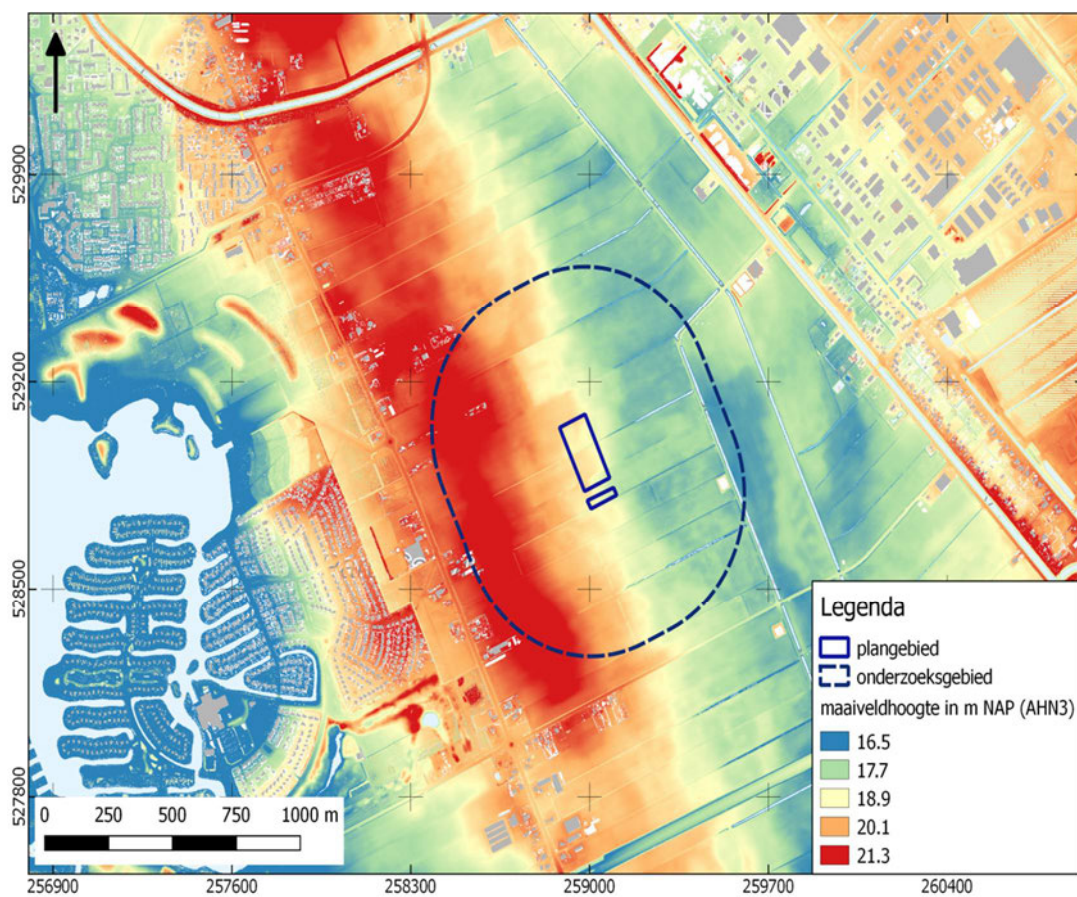 529900
529200
528500
527800
Legenda
plangebied
onderzoeksgebied
maaiveldhoogte in m NAP (AHN3)
16.5
17.7
18.9
20.1
21.3
0 250 500 750 1000 m
256900 257600 258300 259000 259700 260400